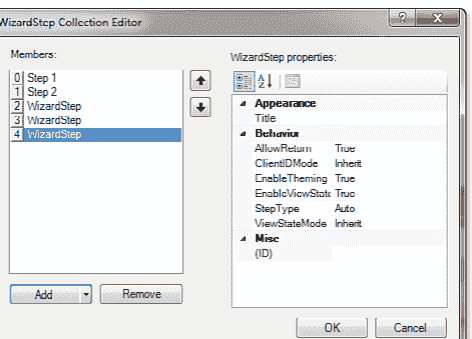 WizardStep Collection Editor
Members:
0 Step 1
1 Step 2
2 WizardStep
3 WizardStep
4 WizardStep
Add
Remove
WizardStep properties:
Appearance
Title
Behavior
AllowReturn True
ClientIDMode Inherit
EnableTheming True
EnableViewState True
StepType Auto
ViewStateMode Inherit
Misc
(ID)
OK
Cancel